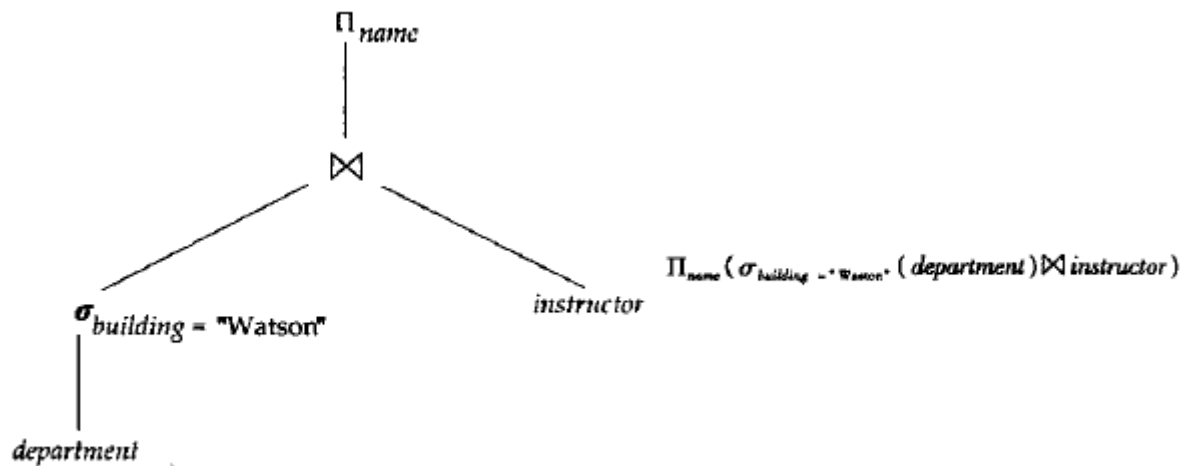 Π name
⋈
σ building = "Watson"
instructor
Π name ( σ building = "Watson" ( department ) ⋈ instructor )
department